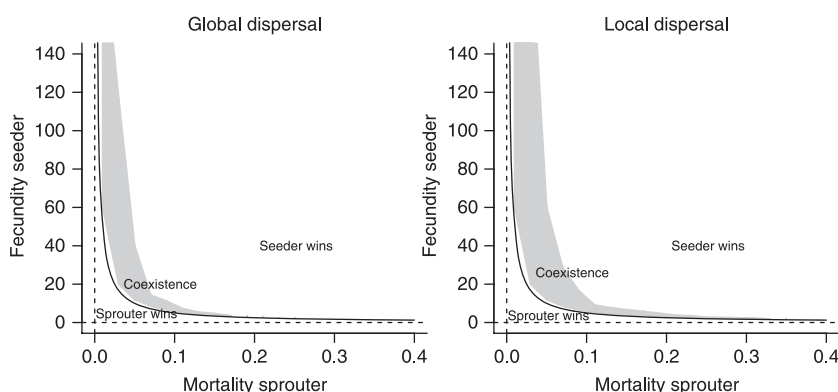 Global dispersal
Fecundity seeder
140
120
100
80
60
40
20
0
Seeder wins
Coexistence
Sprouter wins
0.0 0.1 0.2 0.3 0.4
Mortality sprouter
Local dispersal
Fecundity seeder
140
120
100
80
60
40
20
0
Seeder wins
Coexistence
Sprouter wins
0.0 0.1 0.2 0.3 0.4
Mortality sprouter